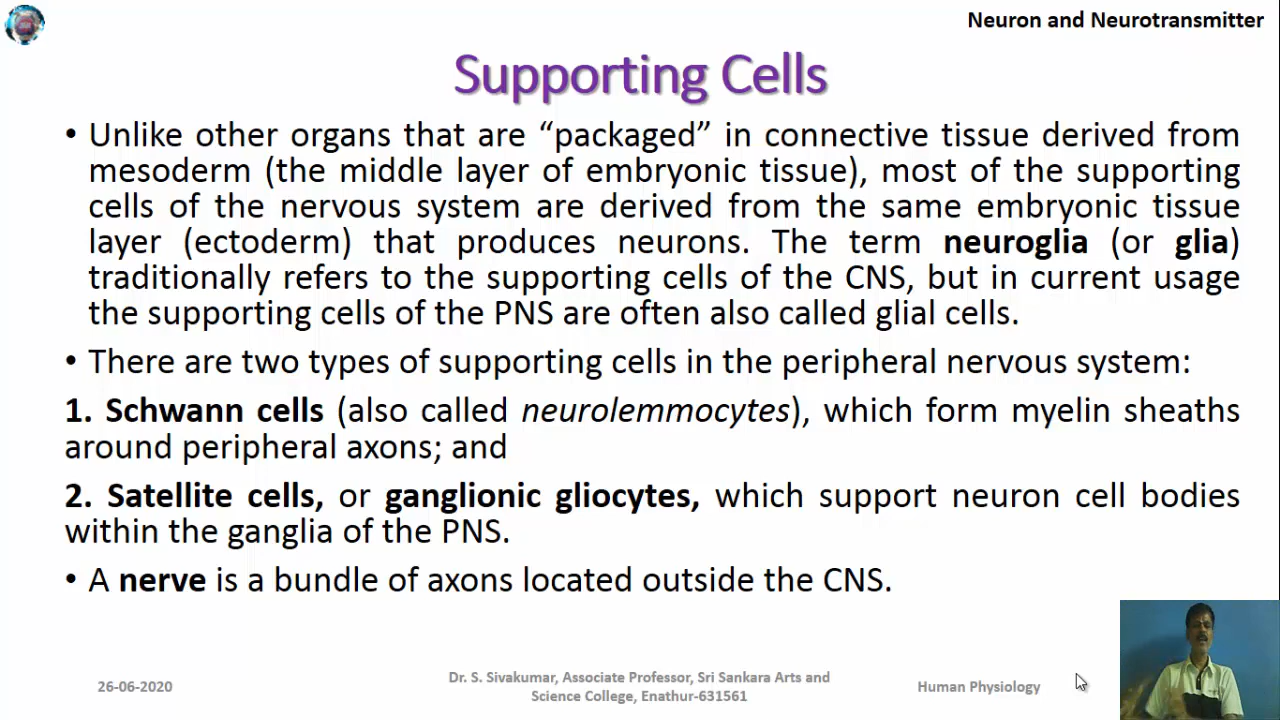 Neuron and Neurotransmitter
Supporting Cells
• Unlike other organs that are “packaged” in connective tissue derived from
mesoderm (the middle layer of embryonic tissue), most of the supporting
cells of the nervous system are derived from the same embryonic tissue
layer (ectoderm) that produces neurons. The term neuroglia (or glia)
traditionally refers to the supporting cells of the CNS, but in current usage
the supporting cells of the PNS are often also called glial cells.
• There are two types of supporting cells in the peripheral nervous system:
1. Schwann cells (also called neurolemmocytes), which form myelin sheaths
around peripheral axons; and
2. Satellite cells, or ganglionic gliocytes, which support neuron cell bodies
within the ganglia of the PNS.
• A nerve is a bundle of axons located outside the CNS.
26-06-2020
Dr. S. Sivakumar, Associate Professor, Sri Sankara Arts and
Science College, Enathur-631561
Human Physiology